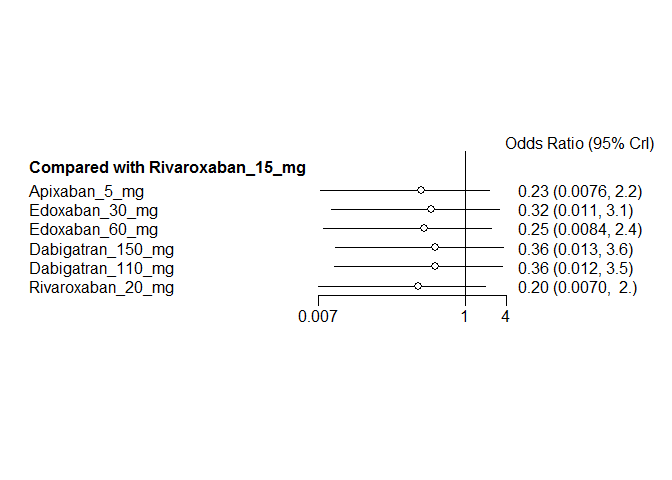 Odds Ratio (95% Crl)
Compared with Rivaroxaban_15_mg
Apixaban_5_mg 0.23 (0.0076, 2.2)
Edoxaban_30_mg 0.32 (0.011, 3.1)
Edoxaban_60_mg 0.25 (0.0084, 2.4)
Dabigatran_150_mg 0.36 (0.013, 3.6)
Dabigatran_110_mg 0.36 (0.012, 3.5)
Rivaroxaban_20_mg 0.20 (0.0070, 2.)
0.007 1 4